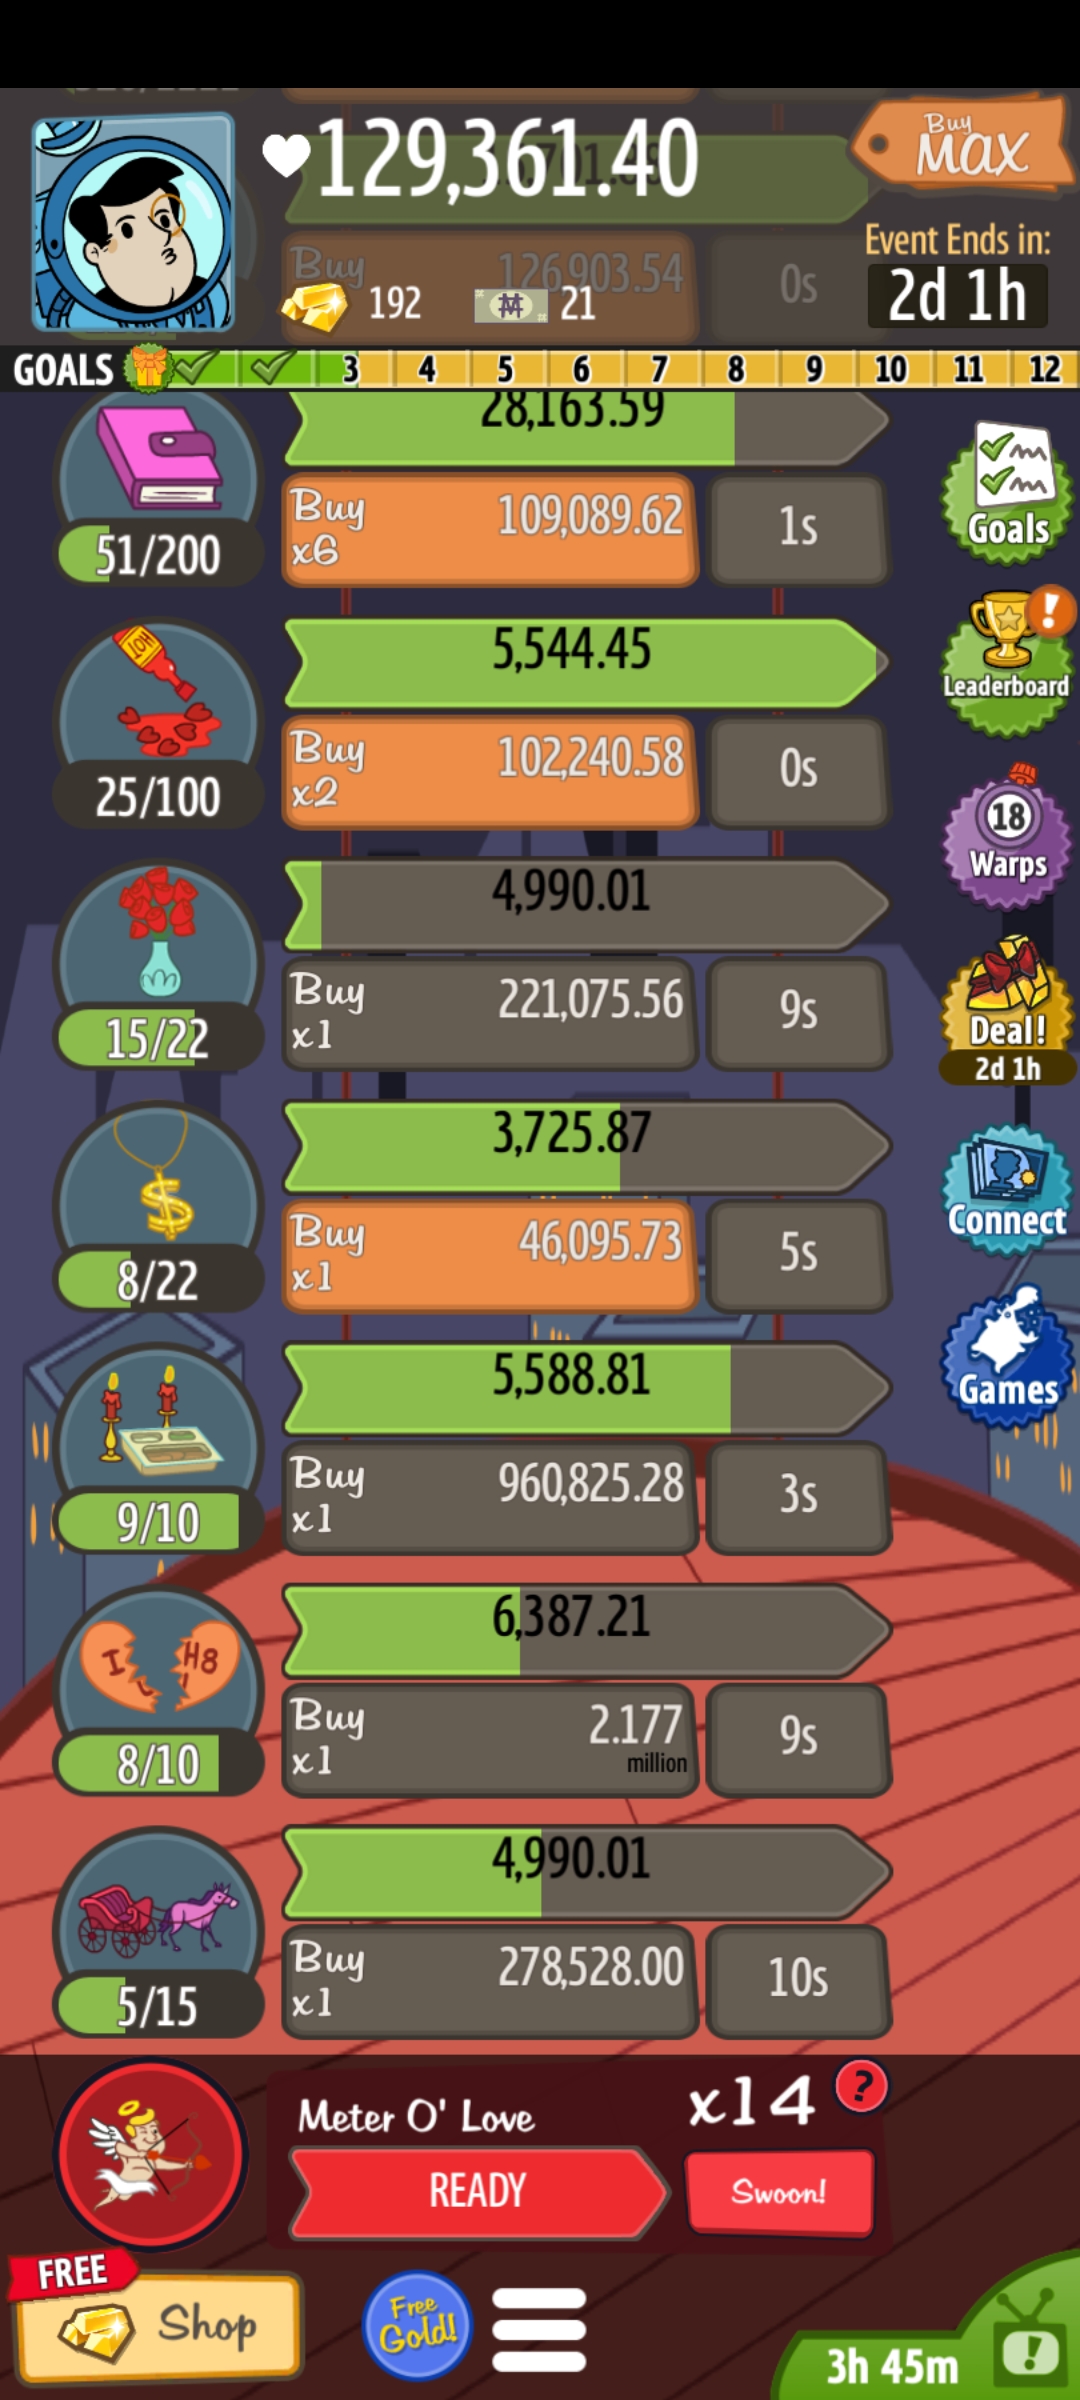 129,361.40
Buy
MAX
Buy
126,903.54
0s
192
21
Event Ends in:
2d 1h
GOALS
3
4
5
6
7
8
9
10
11
12
28,163.59
51/200
Buy
x6
109,089.62
1s
Goals
5,544.45
HOT
25/100
Buy
x2
102,240.58
0s
!
Leaderboard
4,990.01
15/22
Buy
x1
221,075.56
9s
18
Warps
3,725.87
8/22
Buy
x1
46,095.73
5s
Deal!
2d 1h
5,588.81
9/10
Buy
x1
960,825.28
3s
Connect
Games
6,387.21
I
H8
8/10
Buy
x1
2.177
million
9s
4,990.01
5/15
Buy
x1
278,528.00
10s
Meter O' Love
x14
?
READY
Swoon!
FREE
Shop
Free
Gold!
3h 45m
!